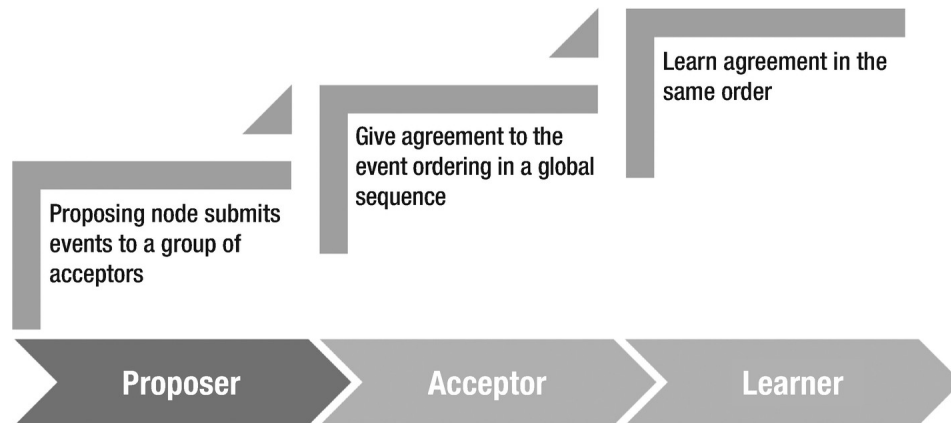 Proposing node submits
events to a group of
acceptors
Give agreement to the
event ordering in a global
sequence
Learn agreement in the
same order
Proposer
Acceptor
Learner